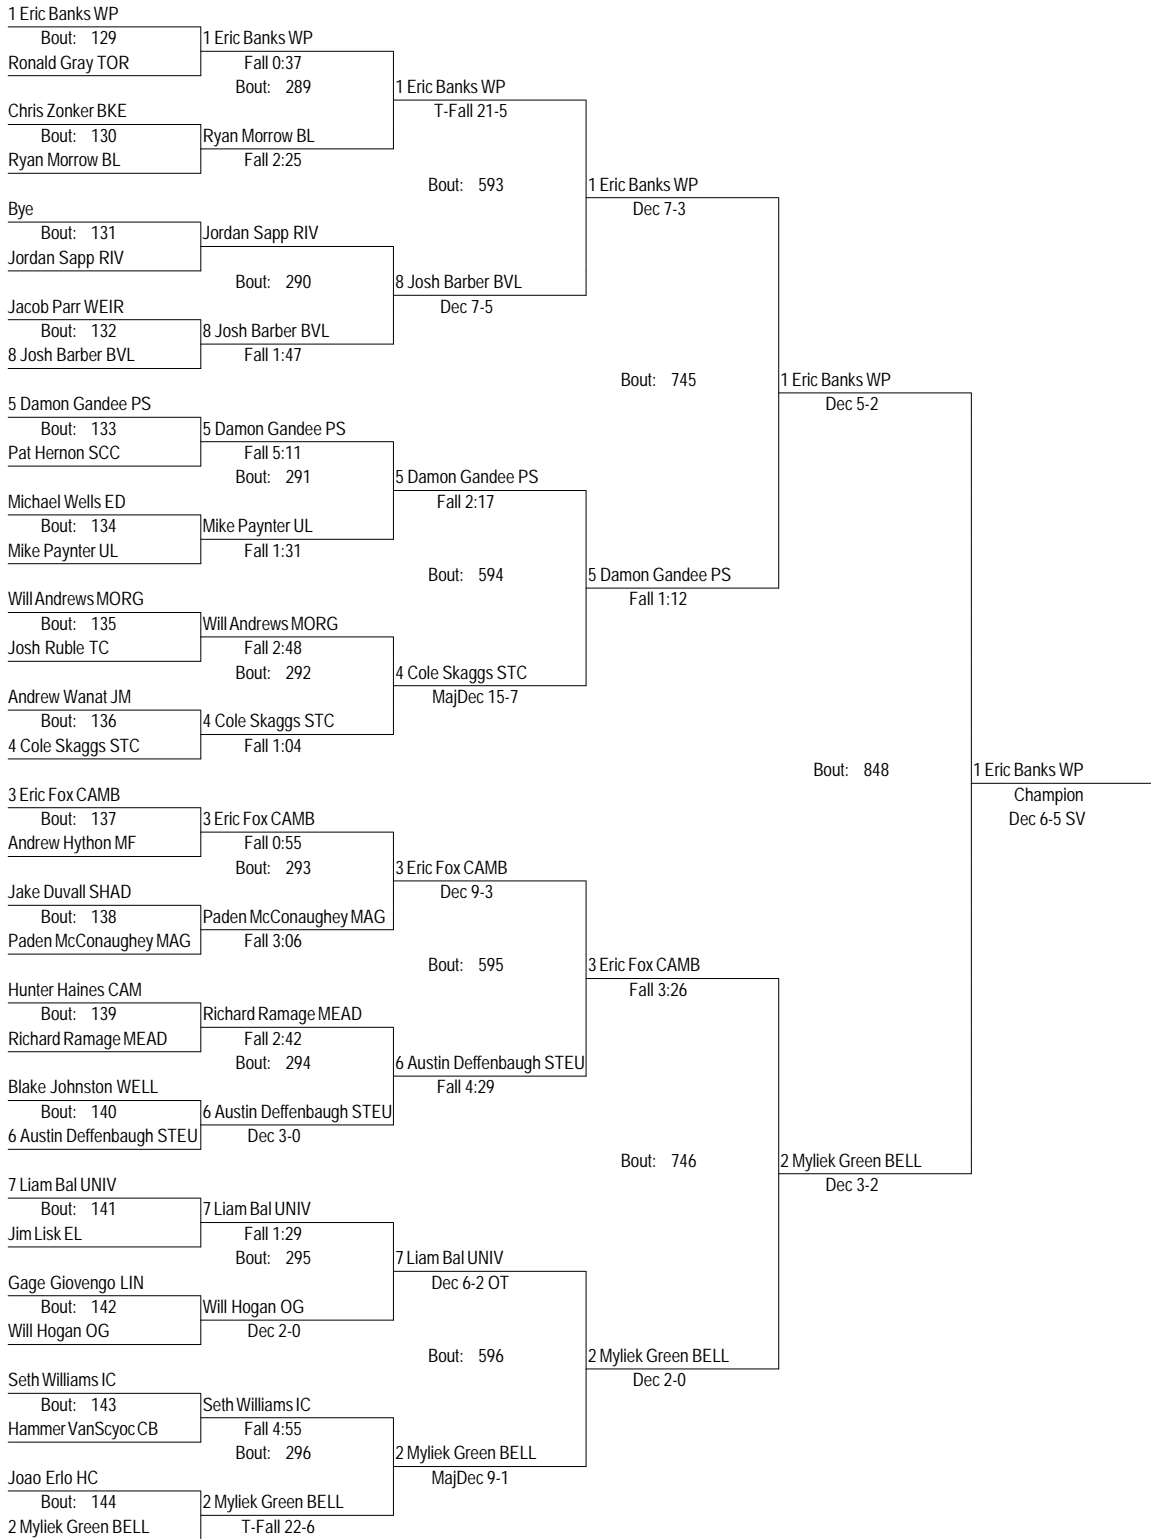 1 Eric Banks WP
Bout: 129
1 Eric Banks WP
Ronald Gray TOR
Fall 0:37
Bout: 289
1 Eric Banks WP
Chris Zonker BKE
T-Fall 21-5
Bout: 130
Ryan Morrow BL
Ryan Morrow BL
Fall 2:25
Bout: 593
1 Eric Banks WP
Bye
Dec 7-3
Bout: 131
Jordan Sapp RIV
Jordan Sapp RIV
Bout: 290
8 Josh Barber BVL
Jacob Parr WEIR
Dec 7-5
Bout: 132
8 Josh Barber BVL
8 Josh Barber BVL
Fall 1:47
Bout: 745
1 Eric Banks WP
5 Damon Gandee PS
Dec 5-2
Bout: 133
5 Damon Gandee PS
Pat Hernon SCC
Fall 5:11
Bout: 291
5 Damon Gandee PS
Michael Wells ED
Fall 2:17
Bout: 134
Mike Paynter UL
Mike Paynter UL
Fall 1:31
Bout: 594
5 Damon Gandee PS
Will Andrews MORG
Fall 1:12
Bout: 135
Will Andrews MORG
Josh Ruble TC
Fall 2:48
Bout: 292
4 Cole Skaggs STC
Andrew Wanat JM
MajDec 15-7
Bout: 136
4 Cole Skaggs STC
4 Cole Skaggs STC
Fall 1:04
Bout: 848
1 Eric Banks WP
3 Eric Fox CAMB
Champion
Bout: 137
3 Eric Fox CAMB
Dec 6-5 SV
Andrew Hython MF
Fall 0:55
Bout: 293
3 Eric Fox CAMB
Jake Duvall SHAD
Dec 9-3
Bout: 138
Paden McConaughey MAG
Paden McConaughey MAG
Fall 3:06
Bout: 595
3 Eric Fox CAMB
Hunter Haines CAM
Fall 3:26
Bout: 139
Richard Ramage MEAD
Richard Ramage MEAD
Fall 2:42
Bout: 294
6 Austin Deffenbaugh STEU
Blake Johnston WELL
Fall 4:29
Bout: 140
6 Austin Deffenbaugh STEU
6 Austin Deffenbaugh STEU
Dec 3-0
Bout: 746
2 Myliek Green BELL
7 Liam Bal UNIV
Dec 3-2
Bout: 141
7 Liam Bal UNIV
Jim Lisk EL
Fall 1:29
Bout: 295
7 Liam Bal UNIV
Gage Giovengo LIN
Dec 6-2 OT
Bout: 142
Will Hogan OG
Will Hogan OG
Dec 2-0
Bout: 596
2 Myliek Green BELL
Seth Williams IC
Dec 2-0
Bout: 143
Seth Williams IC
Hammer VanScyoc CB
Fall 4:55
Bout: 296
2 Myliek Green BELL
Joao Erlo HC
MajDec 9-1
Bout: 144
2 Myliek Green BELL
2 Myliek Green BELL
T-Fall 22-6